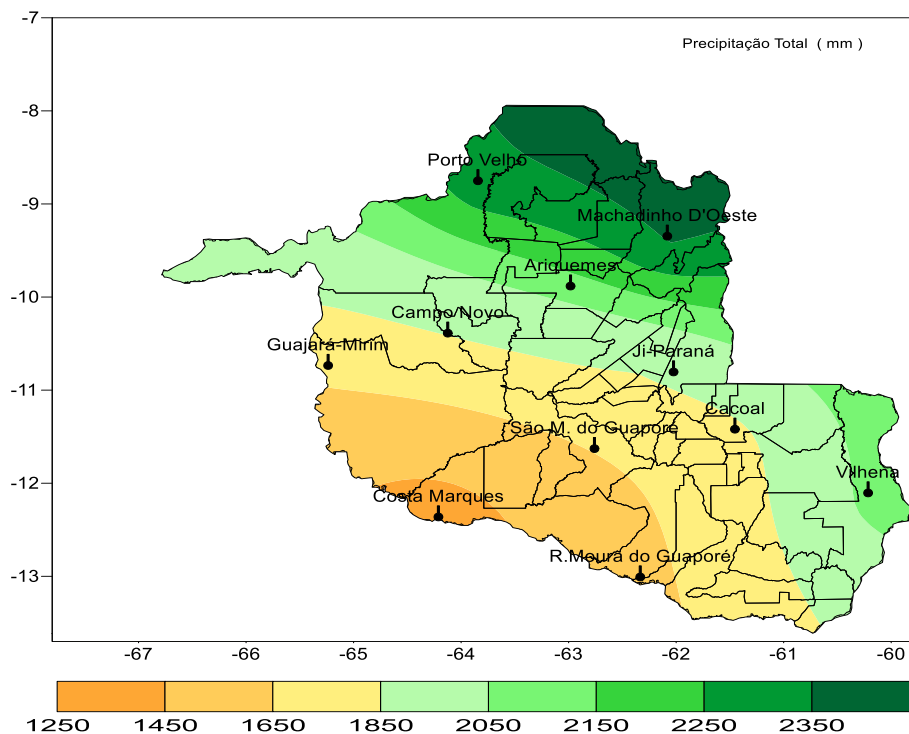 -7
Precipitação Total ( mm )
-8
Porto Velho
-9
Machadinho D'Oeste
Ariquemes
-10
Campo Novo
Guajará-Mirim
Ji-Paraná
-11
Cacoal
São M. do Guaporé
Vilhena
-12
Costa Marques
R.Moura do Guaporé
-13
-67 -66 -65 -64 -63 -62 -61 -60
1250 1450 1650 1850 2050 2150 2250 2350